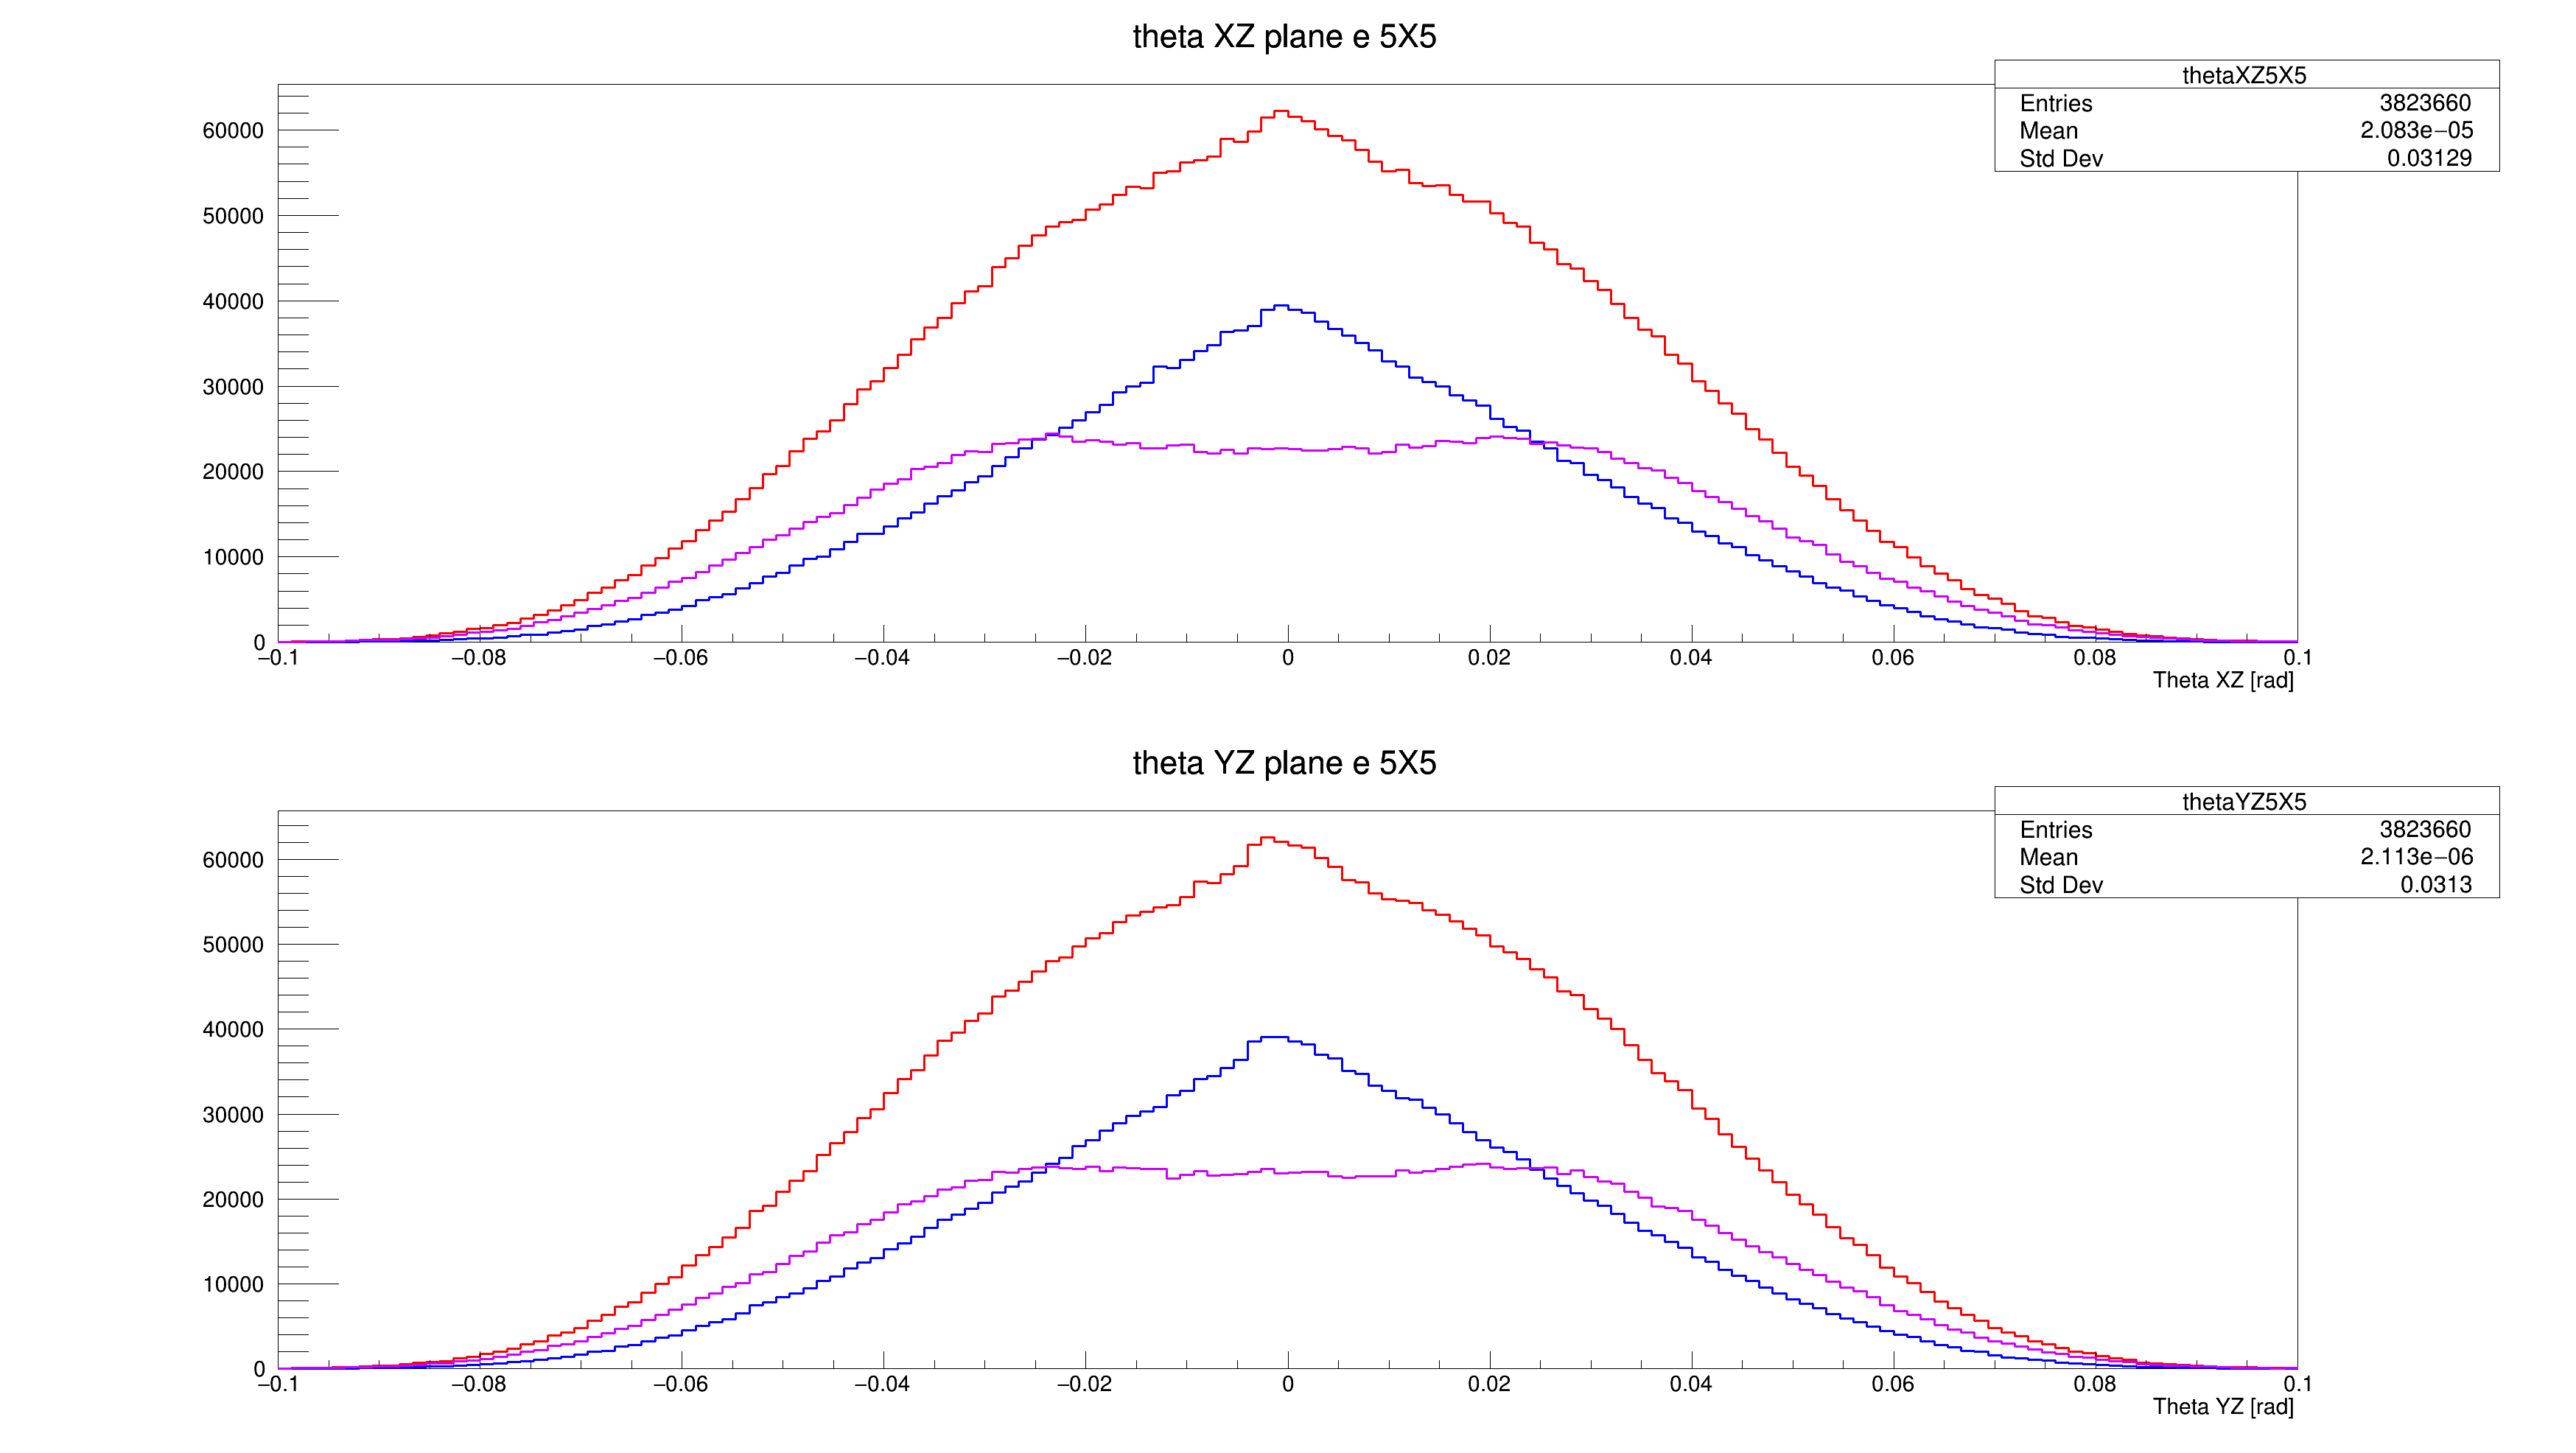 theta XZ plane e 5X5
thetaXZ5X5
Entries 3823660
Mean 2.083e−05
Std Dev 0.03129
60000
50000
40000
30000
20000
10000
0
−0.1 −0.08 −0.06 −0.04 −0.02 0 0.02 0.04 0.06 0.08 0.1
Theta XZ [rad]
theta YZ plane e 5X5
thetaYZ5X5
Entries 3823660
Mean 2.113e−06
Std Dev 0.0313
60000
50000
40000
30000
20000
10000
0
−0.1 −0.08 −0.06 −0.04 −0.02 0 0.02 0.04 0.06 0.08 0.1
Theta YZ [rad]